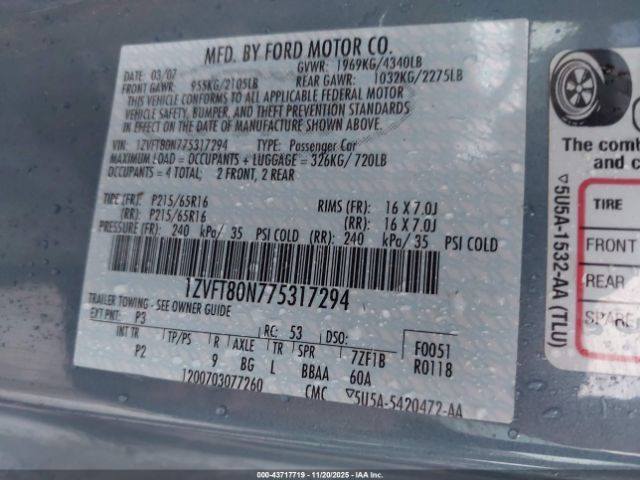 MFD. BY FORD MOTOR CO.
DATE: 03/07 GVWR: 1969KG/4340LB
FRONT GAWR: 955KG/2105LB REAR GAWR: 1032KG/2275LB
THIS VEHICLE CONFORMS TO ALL APPLICABLE FEDERAL MOTOR
VEHICLE SAFETY, BUMPER, AND THEFT PREVENTION STANDARDS
IN EFFECT ON THE DATE OF MANUFACTURE SHOWN ABOVE.
VIN: 1ZVFT80N775317294 TYPE: Passenger Car
MAXIMUM LOAD = OCCUPANTS + LUGGAGE = 326KG/ 720LB
OCCUPANTS = 4 TOTAL; 2 FRONT, 2 REAR
TIRE (FR): P215/65R16 RIMS (FR): 16 X 7.0J
(RR): P215/65R16 (RR): 16 X 7.0J
PRESSURE (FR): 240 kPa/ 35 PSI COLD (RR): 240 kPa/ 35 PSI COLD
1ZVFT80N775317294
TRAILER TOWING - SEE OWNER GUIDE
EXT PNT: P3 RC: 53 DSO:
INT TR TP/PS R AXLE TR SPR F0051
P2 9 BG L BBAA 7ZF1B 60A R0118
1200703077260 CMC ▽5U5A-5420472-AA
The comb
and c
TIRE
FRONT
REAR
SPARE
▽5U5A-1532-AA (TLU)
© IAA 00-43717719 - 11/20/2025 - COPART